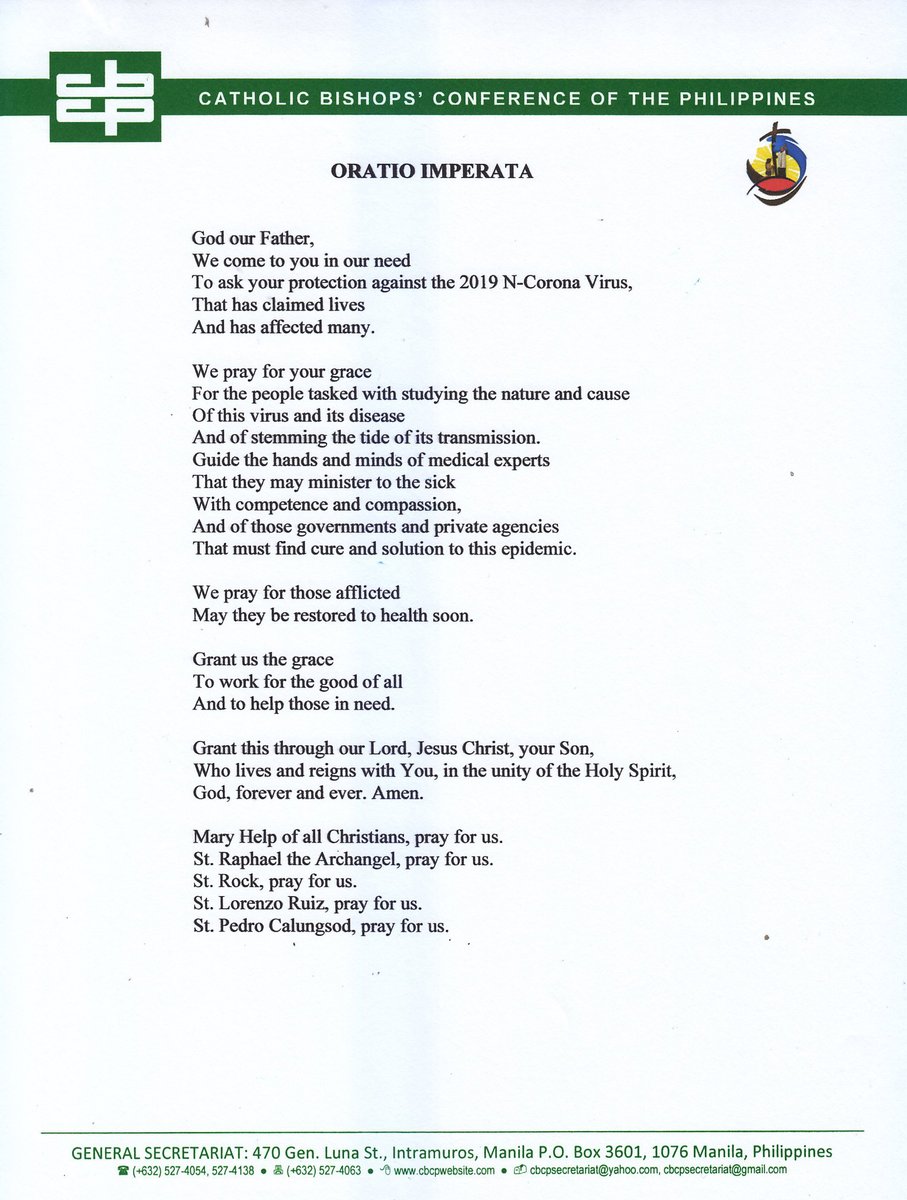 cb
cp
CATHOLIC BISHOPS' CONFERENCE OF THE PHILIPPINES
ORATIO IMPERATA
God our Father,
We come to you in our need
To ask your protection against the 2019 N-Corona Virus,
That has claimed lives
And has affected many.
We pray for your grace
For the people tasked with studying the nature and cause
Of this virus and its disease
And of stemming the tide of its transmission.
Guide the hands and minds of medical experts
That they may minister to the sick
With competence and compassion,
And of those governments and private agencies
That must find cure and solution to this epidemic.
We pray for those afflicted
May they be restored to health soon.
Grant us the grace
To work for the good of all
And to help those in need.
Grant this through our Lord, Jesus Christ, your Son,
Who lives and reigns with You, in the unity of the Holy Spirit,
God, forever and ever. Amen.
Mary Help of all Christians, pray for us.
St. Raphael the Archangel, pray for us.
St. Rock, pray for us.
St. Lorenzo Ruiz, pray for us.
St. Pedro Calungsod, pray for us.
GENERAL SECRETARIAT: 470 Gen. Luna St., Intramuros, Manila P.O. Box 3601, 1076 Manila, Philippines
(+632) 527-4054, 527-4138 ● (+632) 527-4063 ● www.cbcpwebsite.com ● cbcpsecretariat@yahoo.com, cbcpsecretariat@gmail.com